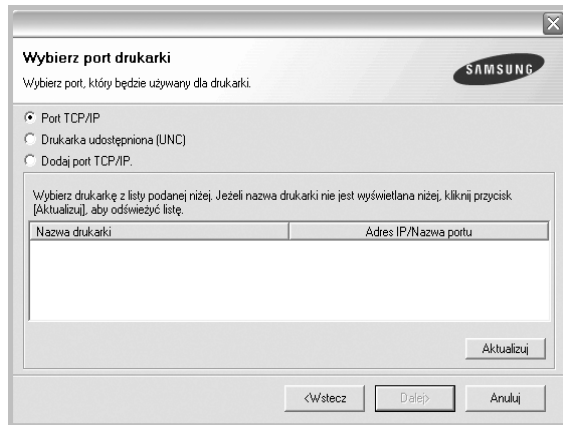 Wybierz port drukarki
Wybierz port, który będzie używany dla drukarki.
SAMSUNG
Port TCP/IP
Drukarka udostępniona (UNC)
Dodaj port TCP/IP.
Wybierz drukarkę z listy podanej niżej. Jeżeli nazwa drukarki nie jest wyświetlana niżej, kliknij przycisk
[Aktualizuj], aby odświeżyć listę.
Nazwa drukarki Adres IP/Nazwa portu
Aktualizuj
<Wstecz Dalej> Anuluj